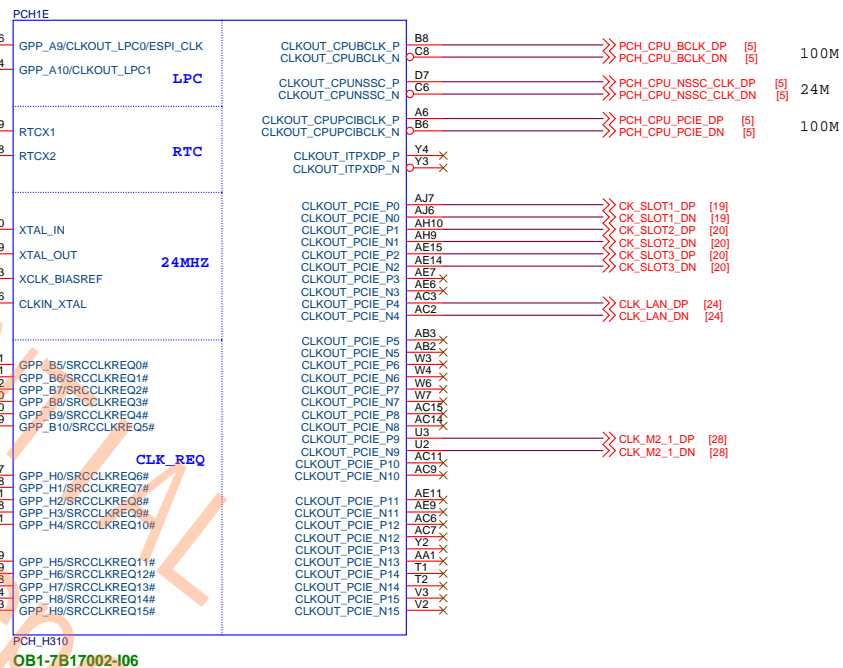 PCH1E
GPP_A9/CLKOUT_LPC0/ESPI_CLK
GPP_A10/CLKOUT_LPC1
LPC
RTCX1
RTCX2
RTC
XTAL_IN
XTAL_OUT
24MHZ
XCLK_BIASREF
CLKIN_XTAL
GPP_B5/SRCCLKREQ0#
GPP_B6/SRCCLKREQ1#
GPP_B7/SRCCLKREQ2#
GPP_B8/SRCCLKREQ3#
GPP_B9/SRCCLKREQ4#
GPP_B10/SRCCLKREQ5#
CLK_REQ
GPP_H0/SRCCLKREQ6#
GPP_H1/SRCCLKREQ7#
GPP_H2/SRCCLKREQ8#
GPP_H3/SRCCLKREQ9#
GPP_H4/SRCCLKREQ10#
GPP_H5/SRCCLKREQ11#
GPP_H6/SRCCLKREQ12#
GPP_H7/SRCCLKREQ13#
GPP_H8/SRCCLKREQ14#
GPP_H9/SRCCLKREQ15#
CLKOUT_CPUBCLK_P B8 PCH_CPU_BCLK_DP [5]
CLKOUT_CPUBCLK_N C8 PCH_CPU_BCLK_DN [5] 100M
CLKOUT_CPUNSSC_P D7 PCH_CPU_NSSC_CLK_DP [5]
CLKOUT_CPUNSSC_N C6 PCH_CPU_NSSC_CLK_DN [5] 24M
CLKOUT_CPUPCIBCLK_P A6 PCH_CPU_PCIE_DP [5]
CLKOUT_CPUPCIBCLK_N B6 PCH_CPU_PCIE_DN [5] 100M
CLKOUT_ITPXDP_P Y4
CLKOUT_ITPXDP_N Y3
CLKOUT_PCIE_P0 AJ7 CK_SLOT1_DP [19]
CLKOUT_PCIE_N0 AJ6 CK_SLOT1_DN [19]
CLKOUT_PCIE_P1 AH10 CK_SLOT2_DP [20]
CLKOUT_PCIE_N1 AH9 CK_SLOT2_DN [20]
CLKOUT_PCIE_P2 AE15 CK_SLOT3_DP [20]
CLKOUT_PCIE_N2 AE14 CK_SLOT3_DN [20]
CLKOUT_PCIE_P3 AE7
CLKOUT_PCIE_N3 AE6
CLKOUT_PCIE_P4 AC3 CLK_LAN_DP [24]
CLKOUT_PCIE_N4 AC2 CLK_LAN_DN [24]
CLKOUT_PCIE_P5 AB3
CLKOUT_PCIE_N5 AB2
CLKOUT_PCIE_P6 W3
CLKOUT_PCIE_N6 W4
CLKOUT_PCIE_P7 W6
CLKOUT_PCIE_N7 W7
CLKOUT_PCIE_P8 AC15
CLKOUT_PCIE_N8 AC14
CLKOUT_PCIE_P9 U3 CLK_M2_1_DP [28]
CLKOUT_PCIE_N9 U2 CLK_M2_1_DN [28]
CLKOUT_PCIE_P10 AC11
CLKOUT_PCIE_N10 AC9
CLKOUT_PCIE_P11 AE11
CLKOUT_PCIE_N11 AE9
CLKOUT_PCIE_P12 AC6
CLKOUT_PCIE_N12 AC7
CLKOUT_PCIE_P13 Y2
CLKOUT_PCIE_N13 AA1
CLKOUT_PCIE_P14 T1
CLKOUT_PCIE_N14 T2
CLKOUT_PCIE_P15 V3
CLKOUT_PCIE_N15 V2
PCH_H310
OB1-7B17002-I06